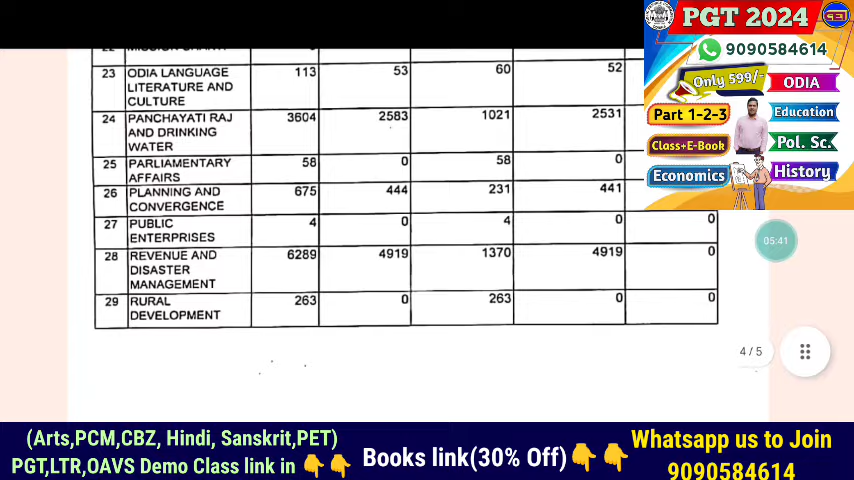 PGT 2024
CET
9090584614
Only 599/-
ODIA
Part 1-2-3
Education
Class+E-Book
Pol. Sc.
Economics
History
22 MISSION SHAKTI
23 ODIA LANGUAGE LITERATURE AND CULTURE 113 53 60 52
24 PANCHAYATI RAJ AND DRINKING WATER 3604 2583 1021 2531
25 PARLIAMENTARY AFFAIRS 58 0 58 0
26 PLANNING AND CONVERGENCE 675 444 231 441
27 PUBLIC ENTERPRISES 4 0 4 0 0
28 REVENUE AND DISASTER MANAGEMENT 6289 4919 1370 4919 0
29 RURAL DEVELOPMENT 263 0 263 0 0
05:41
4 / 5
(Arts,PCM,CBZ, Hindi, Sanskrit,PET)
PGT,LTR,OAVS Demo Class link in
Books link(30% Off)
Whatsapp us to Join
9090584614